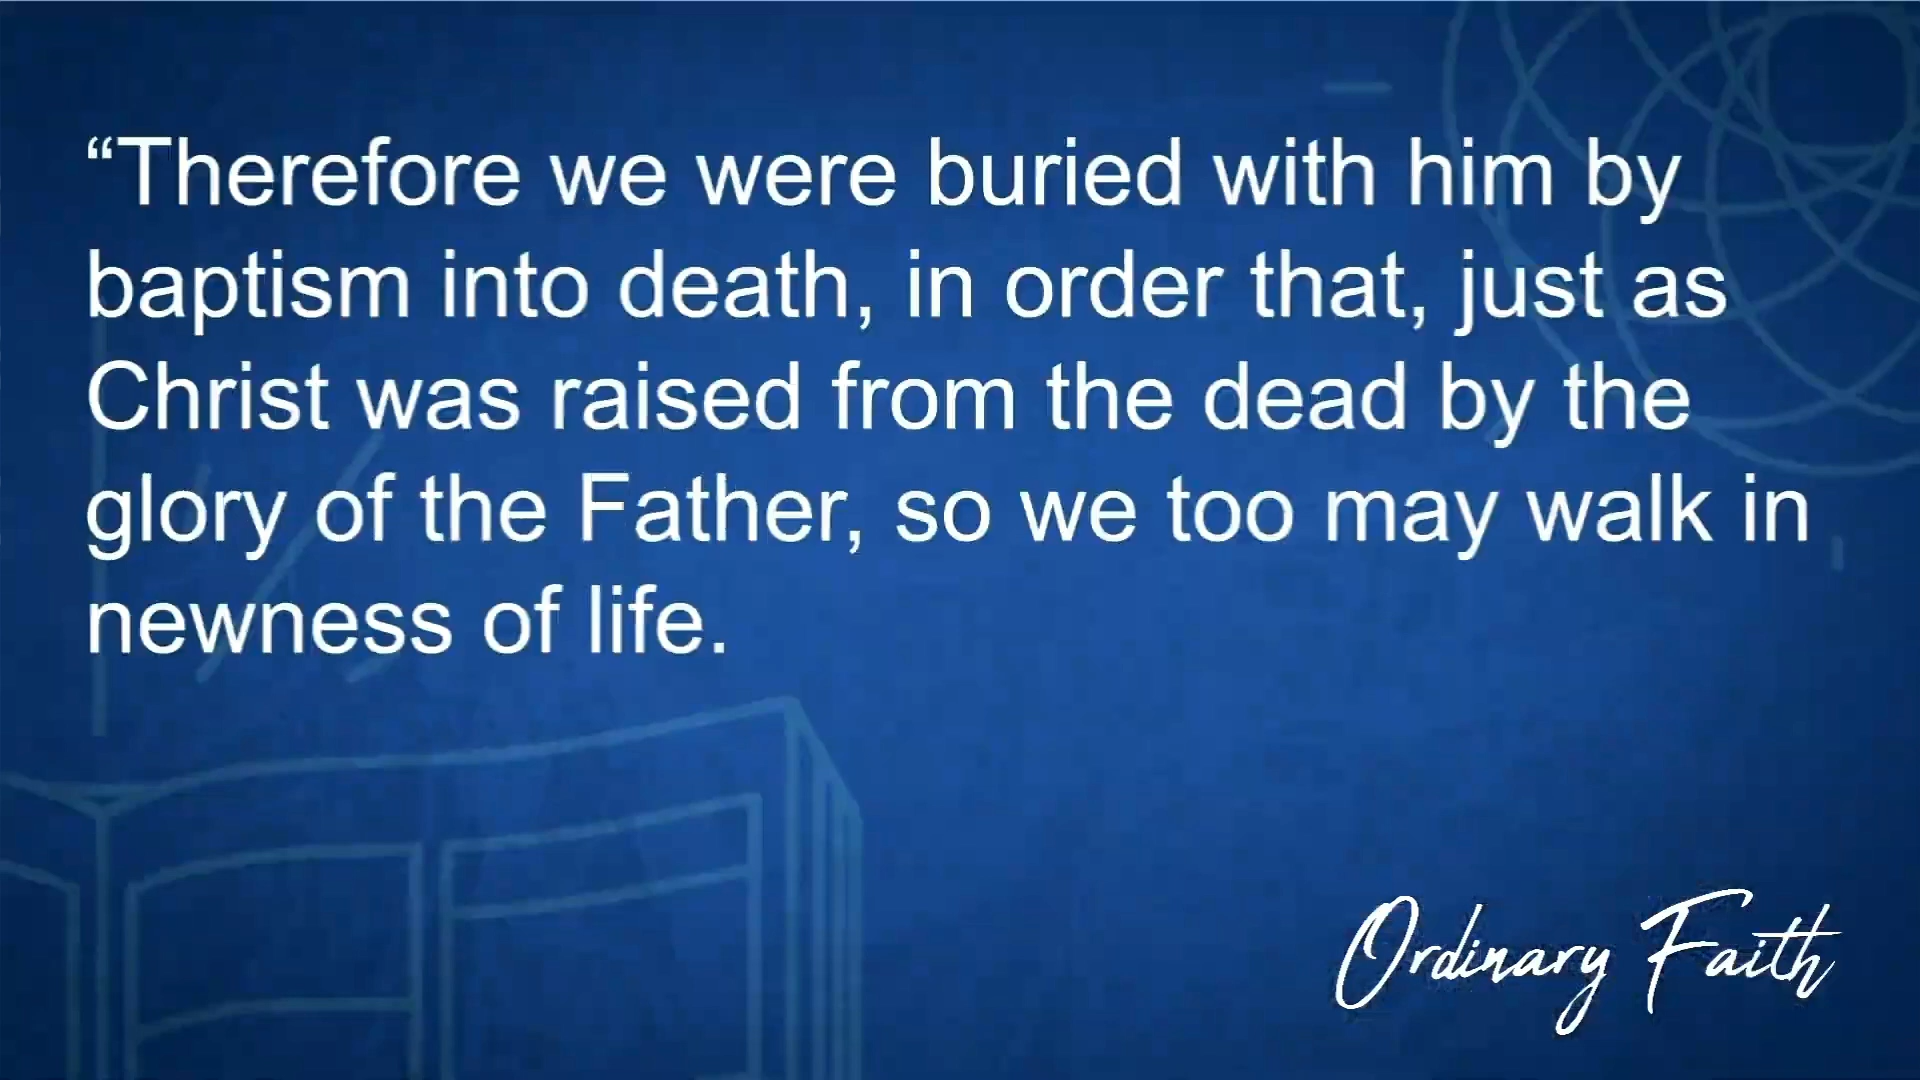 “Therefore we were buried with him by
baptism into death, in order that, just as
Christ was raised from the dead by the
glory of the Father, so we too may walk in
newness of life.
Ordinary Faith